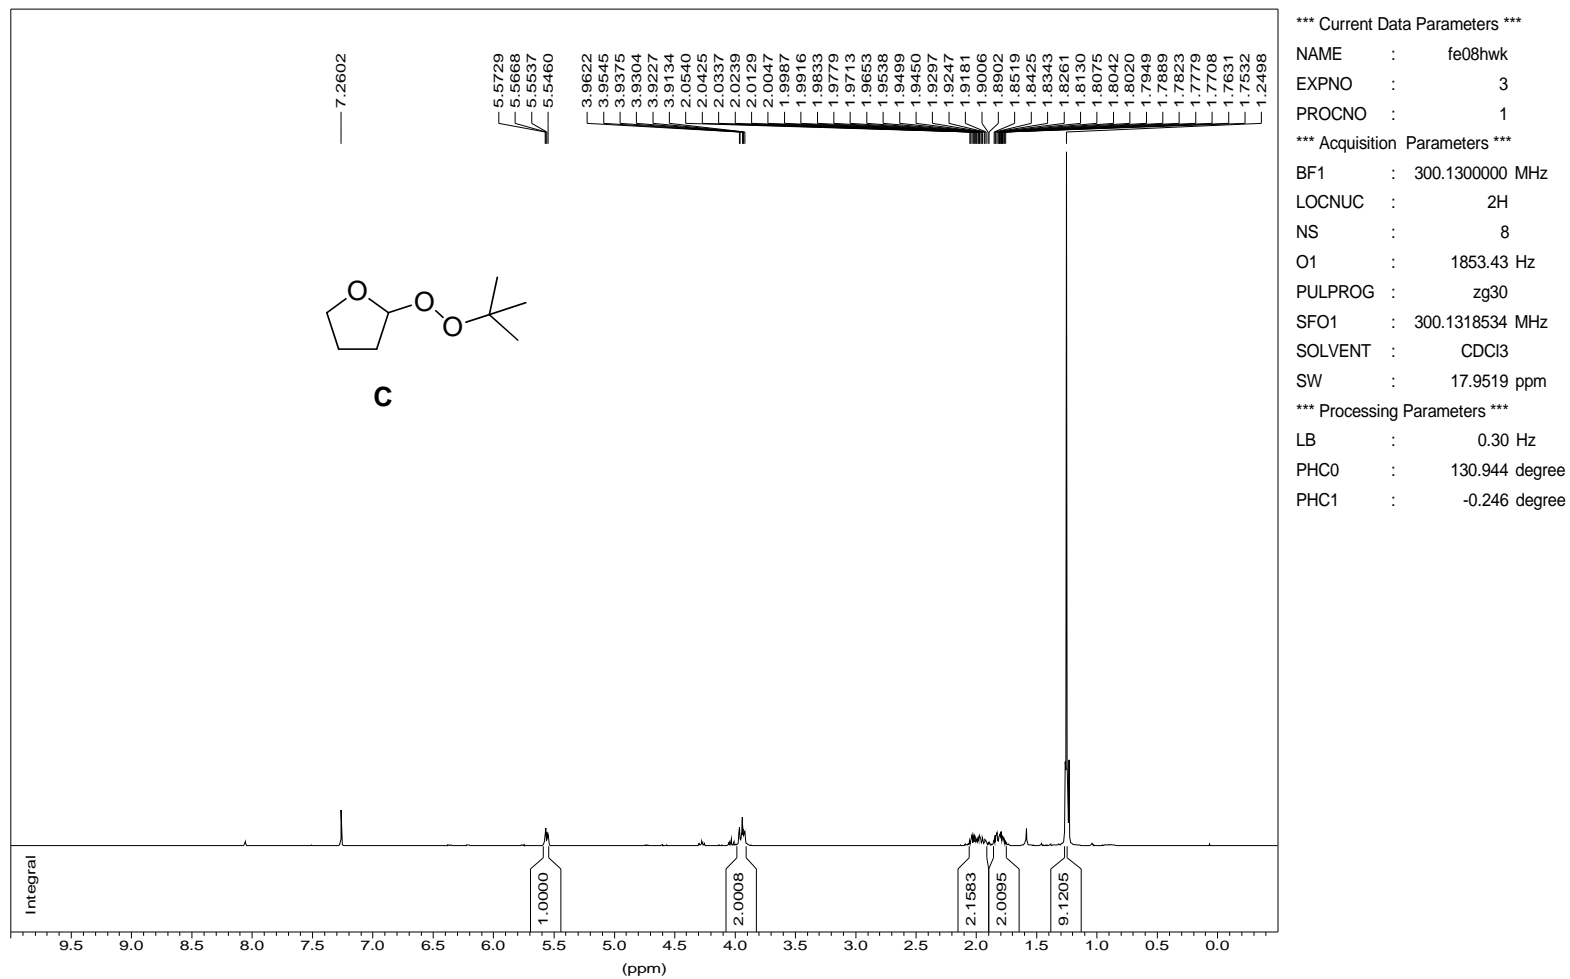 7.2602
5.5729
5.5668
5.5537
5.5460
3.9622
3.9545
3.9375
3.9304
3.9227
3.9134
2.0540
2.0425
2.0337
2.0239
2.0129
2.0047
1.9987
1.9916
1.9833
1.9779
1.9713
1.9653
1.9538
1.9499
1.9450
1.9297
1.9247
1.9181
1.9006
1.8902
1.8519
1.8425
1.8343
1.8261
1.8130
1.8075
1.8042
1.8020
1.7949
1.7889
1.7823
1.7779
1.7708
1.7631
1.7532
1.2498
O
O
O
C
Integral
1.0000
2.0008
2.1583
2.0095
9.1205
9.5 9.0 8.5 8.0 7.5 7.0 6.5 6.0 5.5 5.0 4.5 4.0 3.5 3.0 2.5 2.0 1.5 1.0 0.5 0.0
(ppm)
*** Current Data Parameters ***
NAME : fe08hwk
EXPNO : 3
PROCNO : 1
*** Acquisition Parameters ***
BF1 : 300.1300000 MHz
LOCNUC : 2H
NS : 8
O1 : 1853.43 Hz
PULPROG : zg30
SFO1 : 300.1318534 MHz
SOLVENT : CDCl3
SW : 17.9519 ppm
*** Processing Parameters ***
LB : 0.30 Hz
PHC0 : 130.944 degree
PHC1 : -0.246 degree